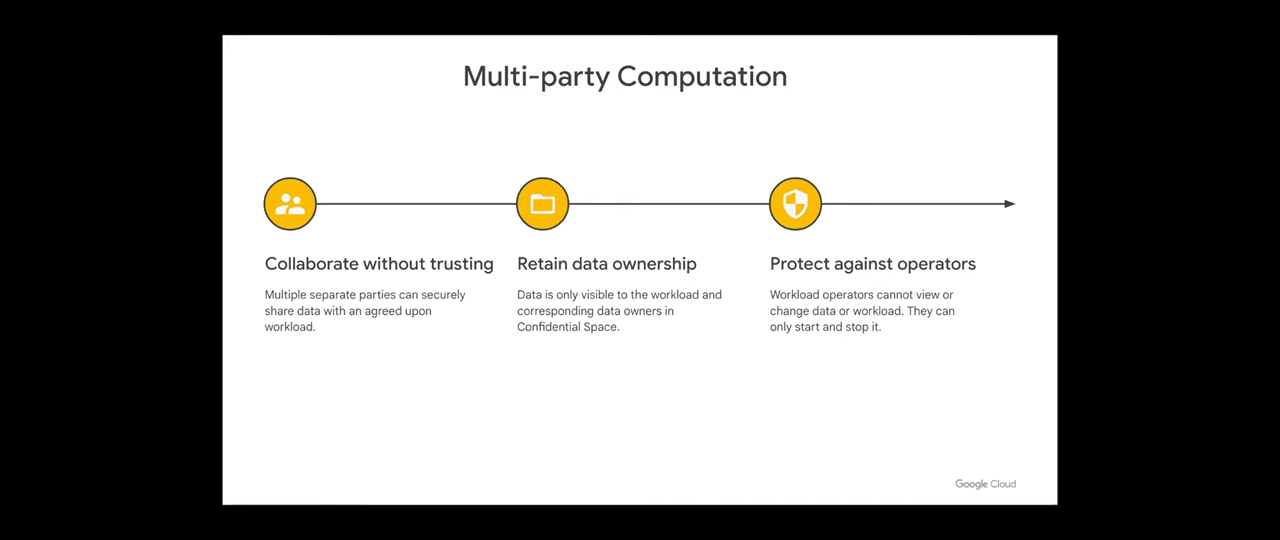 Multi-party Computation
Collaborate without trusting
Multiple separate parties can securely
share data with an agreed upon
workload.
Retain data ownership
Data is only visible to the workload and
corresponding data owners in
Confidential Space.
Protect against operators
Workload operators cannot view or
change data or workload. They can
only start and stop it.
Google Cloud